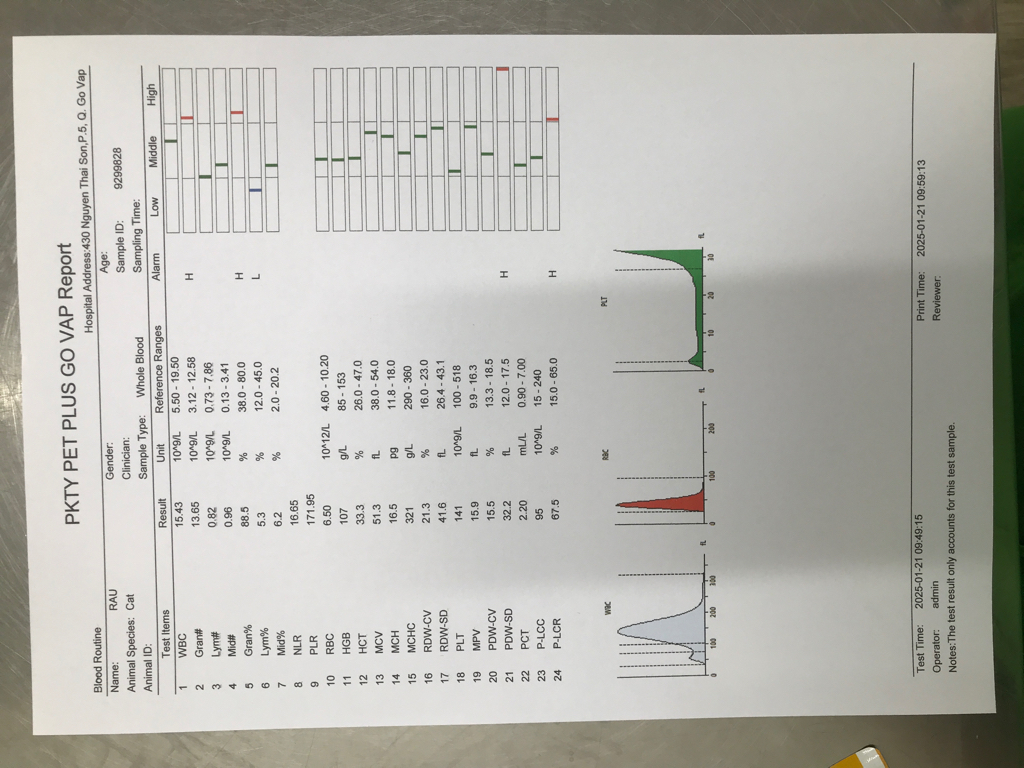 PKTY PET PLUS GO VAP Report
Hospital Address:430 Nguyen Thai Son,P.5, Q. Go Vap
Blood Routine
Name: RAU Gender: Age:
Animal Species: Cat Clinician: Sample ID: 9299828
Animal ID: Sample Type: Whole Blood Sampling Time:
Test Items Result Unit Reference Ranges Alarm Low Middle High
1 WBC 15.43 10^9/L 5.50 - 19.50
2 Gran# 13.65 10^9/L 3.12 - 12.58 H
3 Lym# 0.82 10^9/L 0.73 - 7.86
4 Mid# 0.96 10^9/L 0.13 - 3.41
5 Gran% 88.5 % 38.0 - 80.0 H
6 Lym% 5.3 % 12.0 - 45.0 L
7 Mid% 6.2 % 2.0 - 20.2
8 NLR 16.65
9 PLR 171.95
10 RBC 6.50 10^12/L 4.60 - 10.20
11 HGB 107 g/L 85 - 153
12 HCT 33.3 % 26.0 - 47.0
13 MCV 51.3 fL 38.0 - 54.0
14 MCH 16.5 pg 11.8 - 18.0
15 MCHC 321 g/L 290 - 360
16 RDW-CV 21.3 % 16.0 - 23.0
17 RDW-SD 41.6 fL 26.4 - 43.1
18 PLT 141 10^9/L 100 - 518
19 MPV 15.9 fL 9.9 - 16.3
20 PDW-CV 15.5 % 13.3 - 18.5
21 PDW-SD 32.2 fL 12.0 - 17.5 H
22 PCT 2.20 mL/L 0.90 - 7.00
23 P-LCC 95 10^9/L 15 - 240
24 P-LCR 67.5 % 15.0 - 65.0 H
WBC RBC PLT
0 100 200 300 fL 0 100 200 fL 0 10 20 30 fL
Test Time: 2025-01-21 09:49:15 Print Time: 2025-01-21 09:59:13
Operator: admin Reviewer:
Notes:The test result only accounts for this test sample.